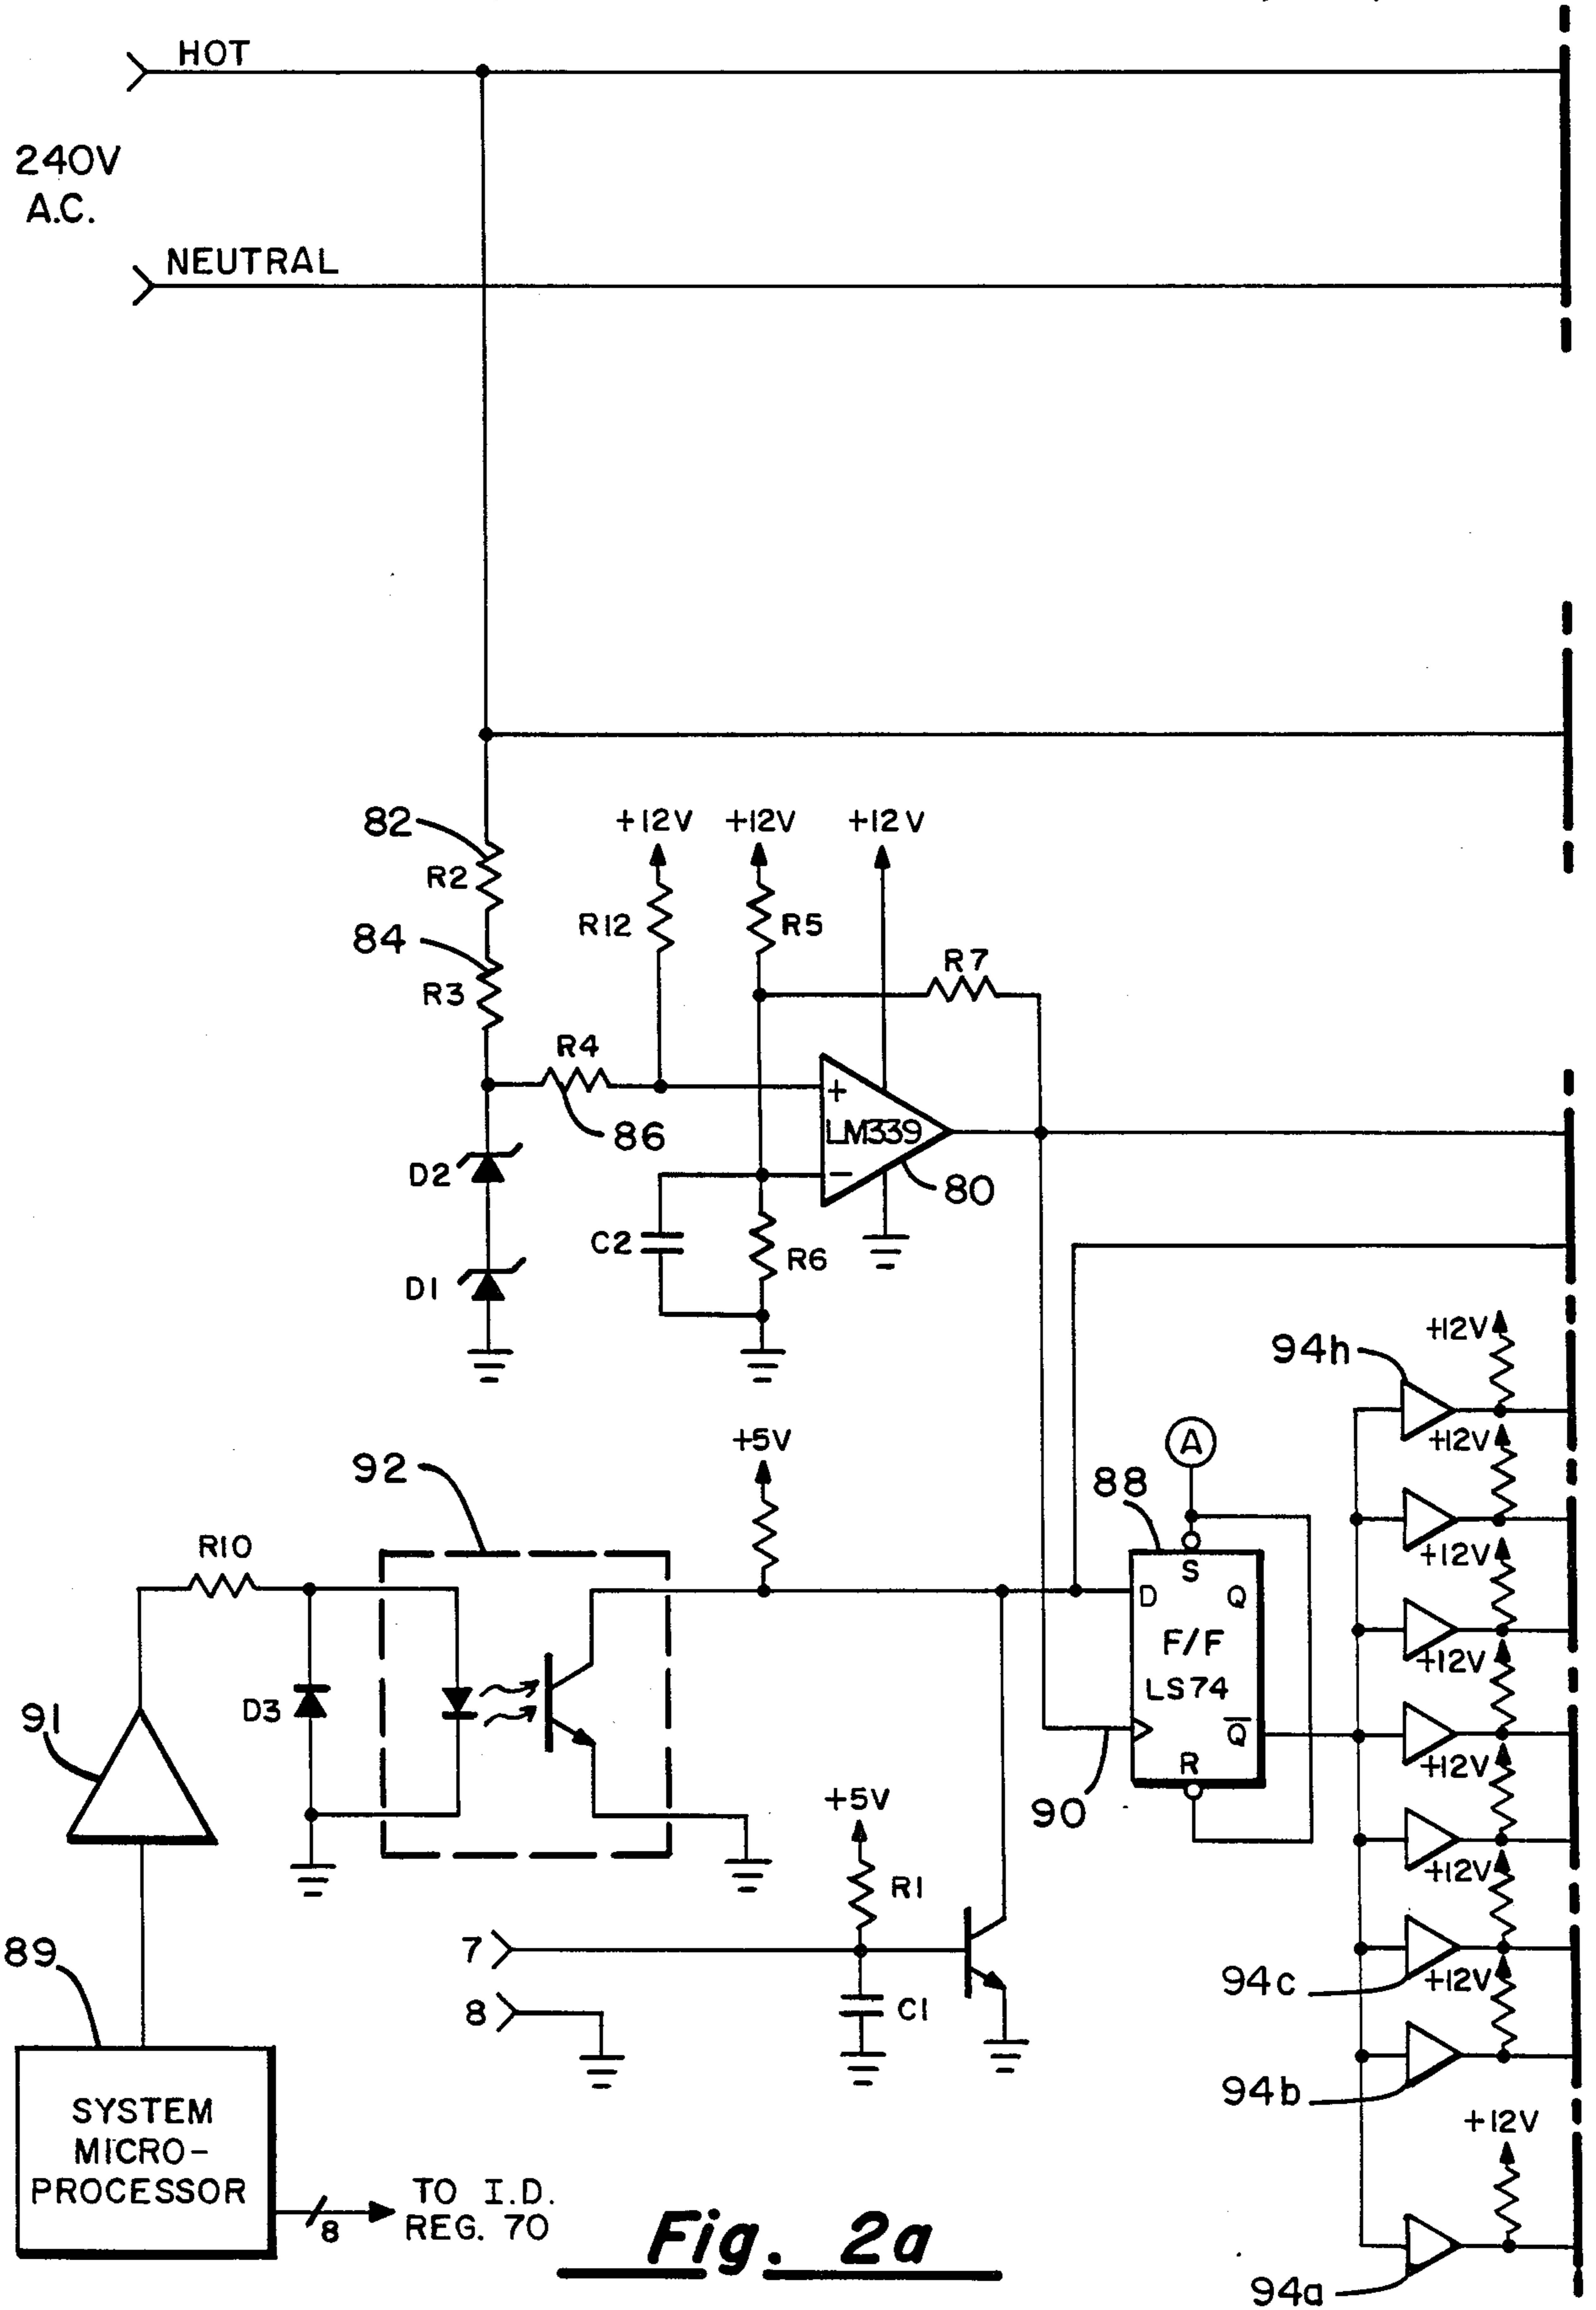 HOT
240V
A.C.
NEUTRAL
82
R2
+12V
+12V
+12V
R12
R5
84
R3
R7
R4
+
LM339
86
−
80
D2
C2
R6
D1
+12V
94h
+12V
+5V
A
92
88
+12V
R10
S
D
Q
F/F
LS74
+12V
91
D3
Q̅
R
+12V
90
+5V
R1
+12V
7
89
94c
+12V
8
C1
94b
SYSTEM
MICRO-
PROCESSOR
+12V
8
TO I.D.
REG. 70
Fig. 2a
94a